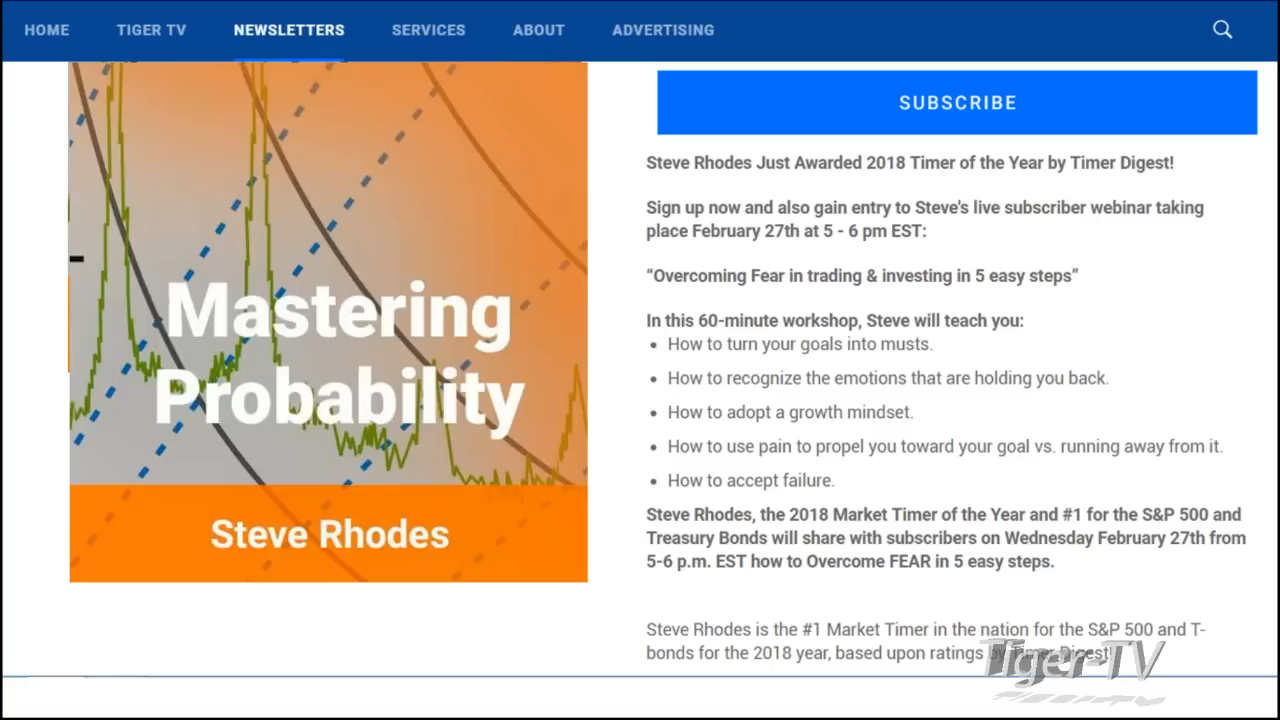 HOME TIGER TV NEWSLETTERS SERVICES ABOUT ADVERTISING
Mastering
Probability
Steve Rhodes
SUBSCRIBE
Steve Rhodes Just Awarded 2018 Timer of the Year by Timer Digest!
Sign up now and also gain entry to Steve's live subscriber webinar taking
place February 27th at 5 - 6 pm EST:
“Overcoming Fear in trading & investing in 5 easy steps”
In this 60-minute workshop, Steve will teach you:
• How to turn your goals into musts.
• How to recognize the emotions that are holding you back.
• How to adopt a growth mindset.
• How to use pain to propel you toward your goal vs. running away from it.
• How to accept failure.
Steve Rhodes, the 2018 Market Timer of the Year and #1 for the S&P 500 and
Treasury Bonds will share with subscribers on Wednesday February 27th from
5-6 p.m. EST how to Overcome FEAR in 5 easy steps.
Steve Rhodes is the #1 Market Timer in the nation for the S&P 500 and T-
bonds for the 2018 year, based upon ratings by Timer Digest!
Tiger-TV